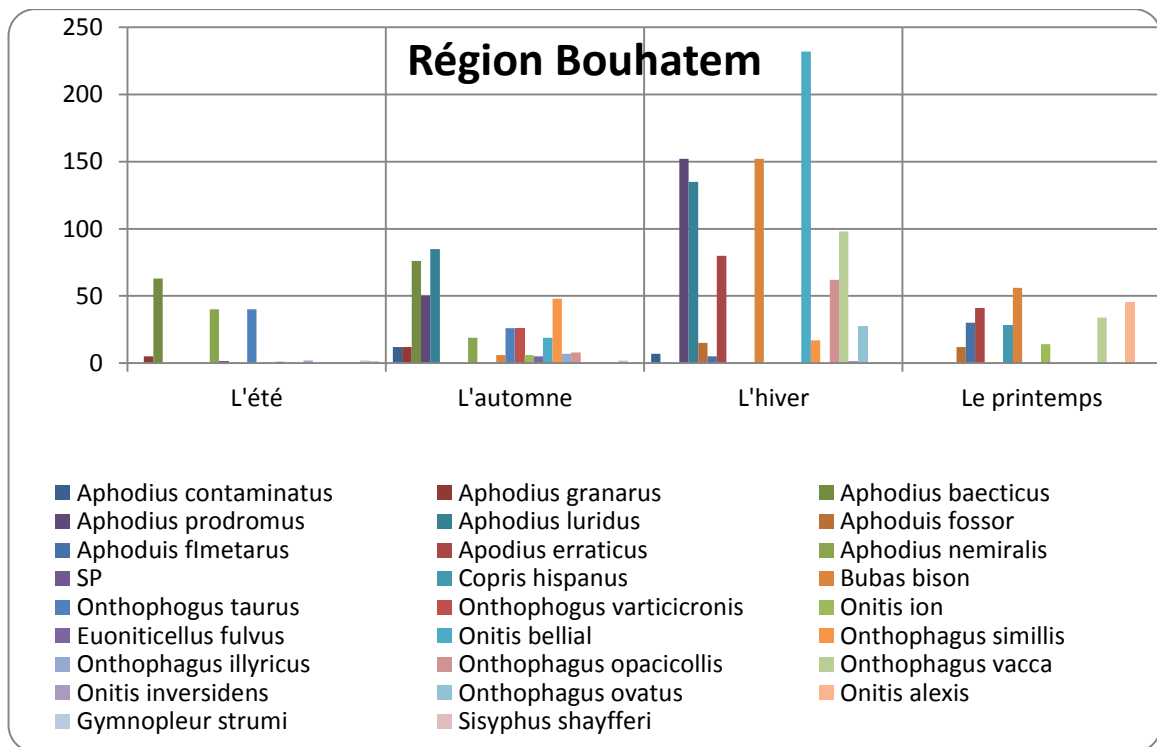 Région Bouhatem
250
200
150
100
50
0
L'été L'automne L'hiver Le printemps
Aphodius contaminatus Aphodius granarus Aphodius baecticus
Aphodius prodromus Aphodius luridus Aphoduis fossor
Aphoduis flmetarus Apodius erraticus Aphodius nemiralis
SP Copris hispanus Bubas bison
Onthophogus taurus Onthophogus varticicronis Onitis ion
Euoniticellus fulvus Onitis bellial Onthophagus simillis
Onthophagus illyricus Onthophagus opacicollis Onthophagus vacca
Onitis inversidens Onthophagus ovatus Onitis alexis
Gymnopleur strumi Sisyphus shayfferi